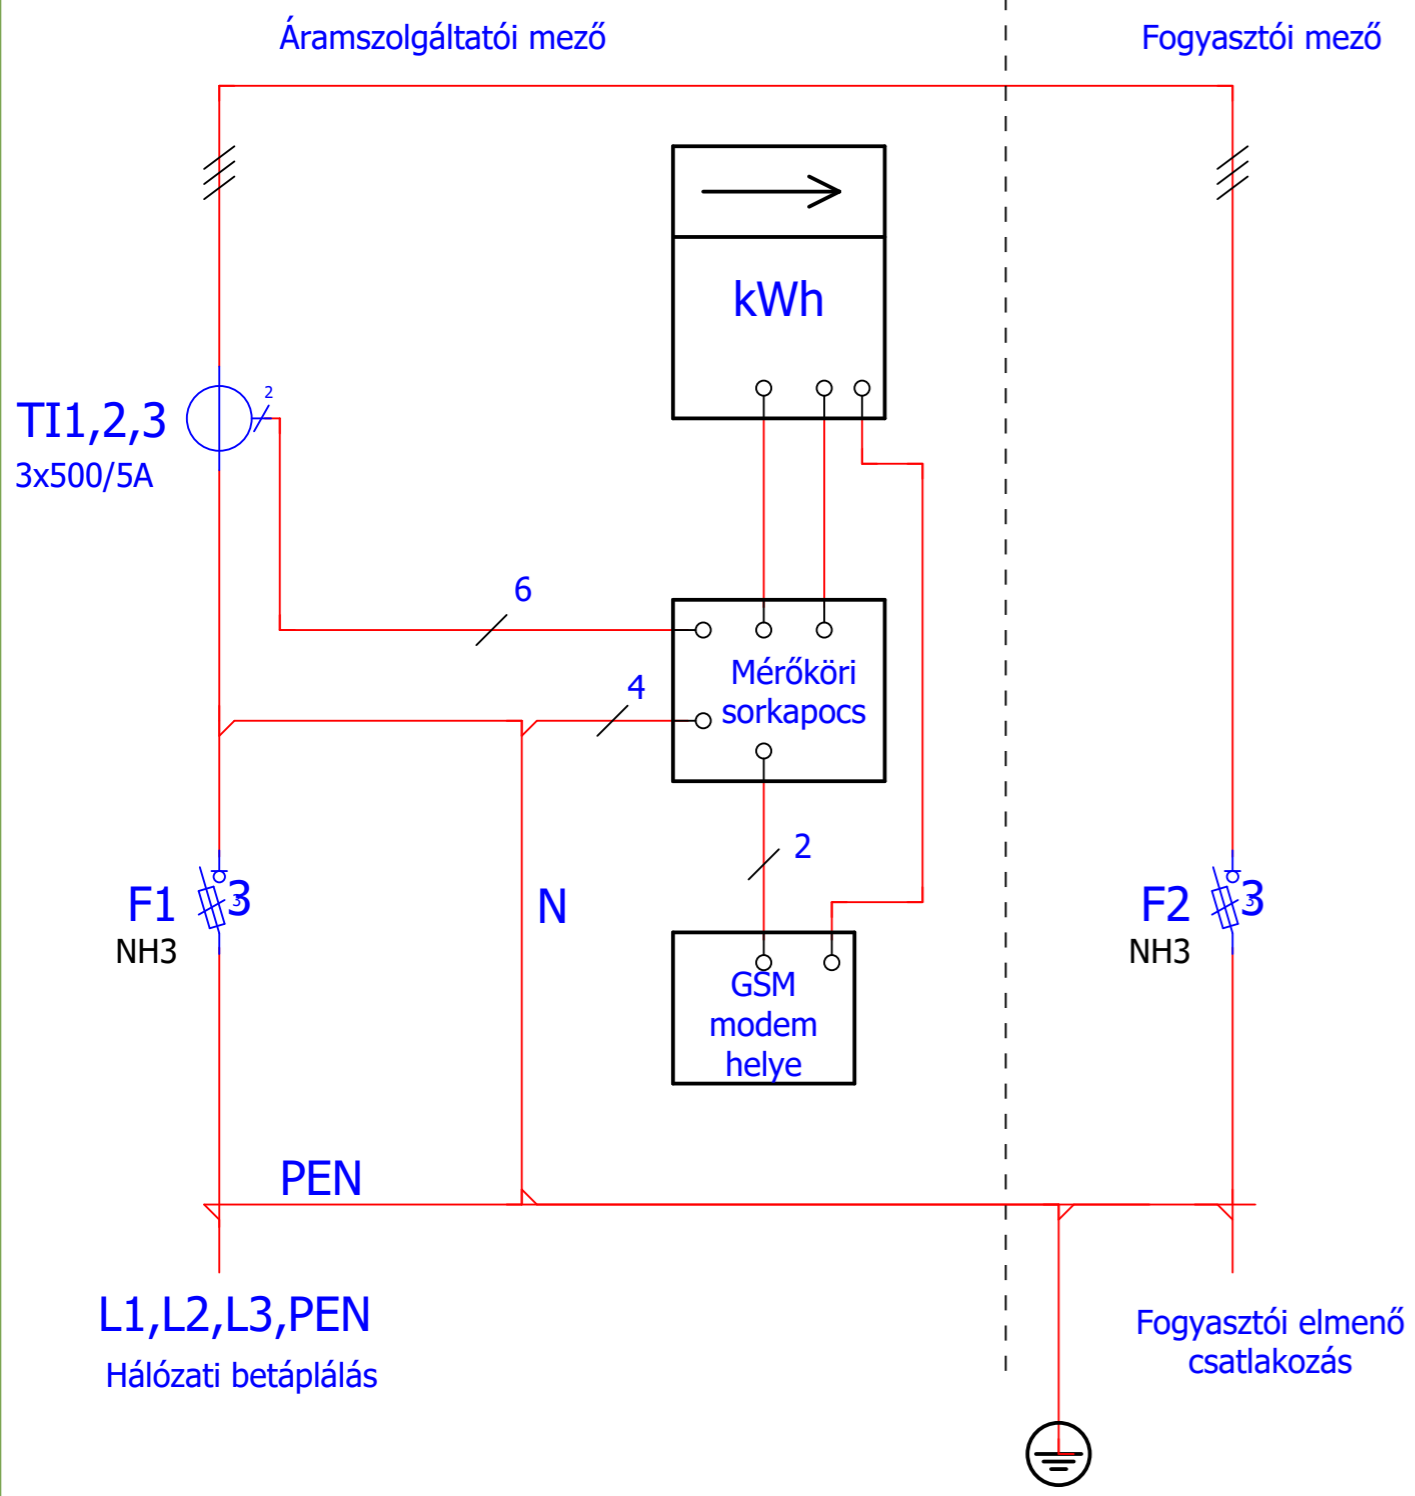 Áramszolgáltatói mező
Fogyasztói mező
kWh
2
TI1,2,3
3x500/5A
6
Mérőköri
sorkapocs
4
2
F1
3
3
NH3
N
F2
3
3
NH3
GSM
modem
helye
PEN
L1,L2,L3,PEN
Hálózati betáplálás
Fogyasztói elmenő
csatlakozás